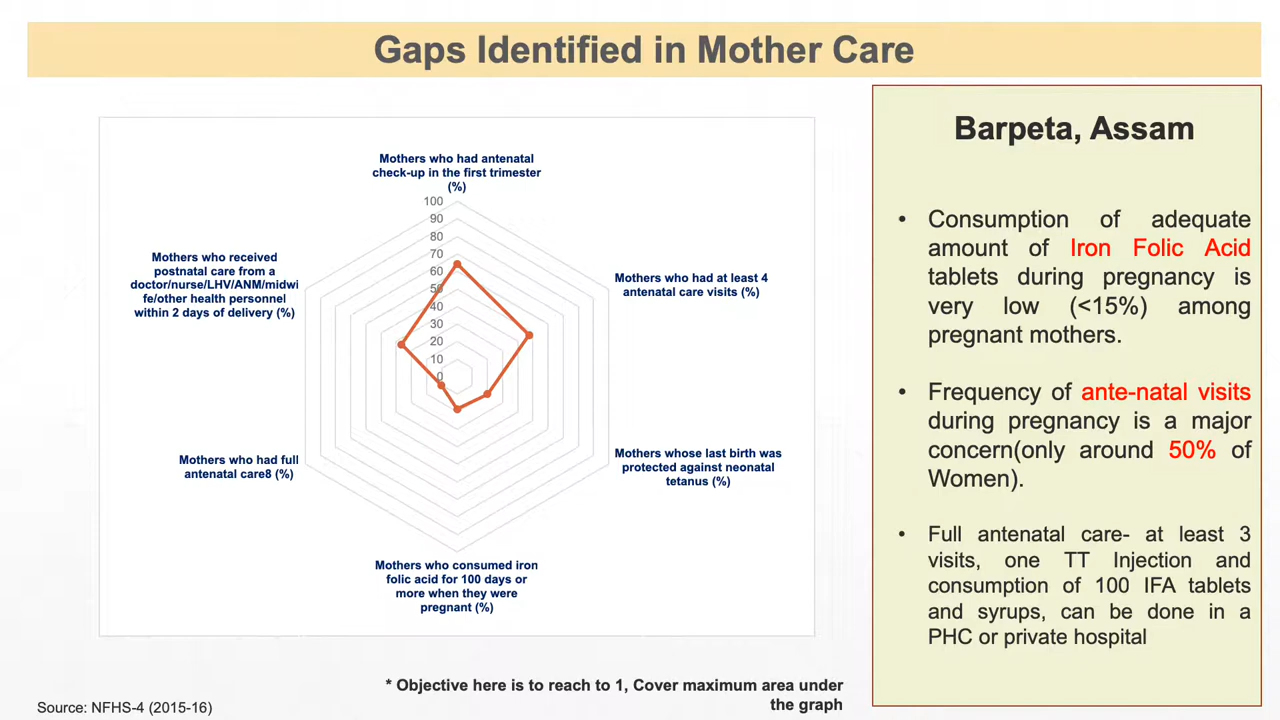 Gaps Identified in Mother Care
Mothers who had antenatal
check-up in the first trimester
(%)
100
90
80
70
60
50
40
30
20
10
0
Mothers who had at least 4
antenatal care visits (%)
Mothers whose last birth was
protected against neonatal
tetanus (%)
Mothers who consumed iron
folic acid for 100 days or
more when they were
pregnant (%)
Mothers who had full
antenatal care8 (%)
Mothers who received
postnatal care from a
doctor/nurse/LHV/ANM/midwi
fe/other health personnel
within 2 days of delivery (%)
Barpeta, Assam
• Consumption of adequate
amount of Iron Folic Acid
tablets during pregnancy is
very low (<15%) among
pregnant mothers.
• Frequency of ante-natal visits
during pregnancy is a major
concern(only around 50% of
Women).
• Full antenatal care- at least 3
visits, one TT Injection and
consumption of 100 IFA tablets
and syrups, can be done in a
PHC or private hospital
* Objective here is to reach to 1, Cover maximum area under
the graph
Source: NFHS-4 (2015-16)